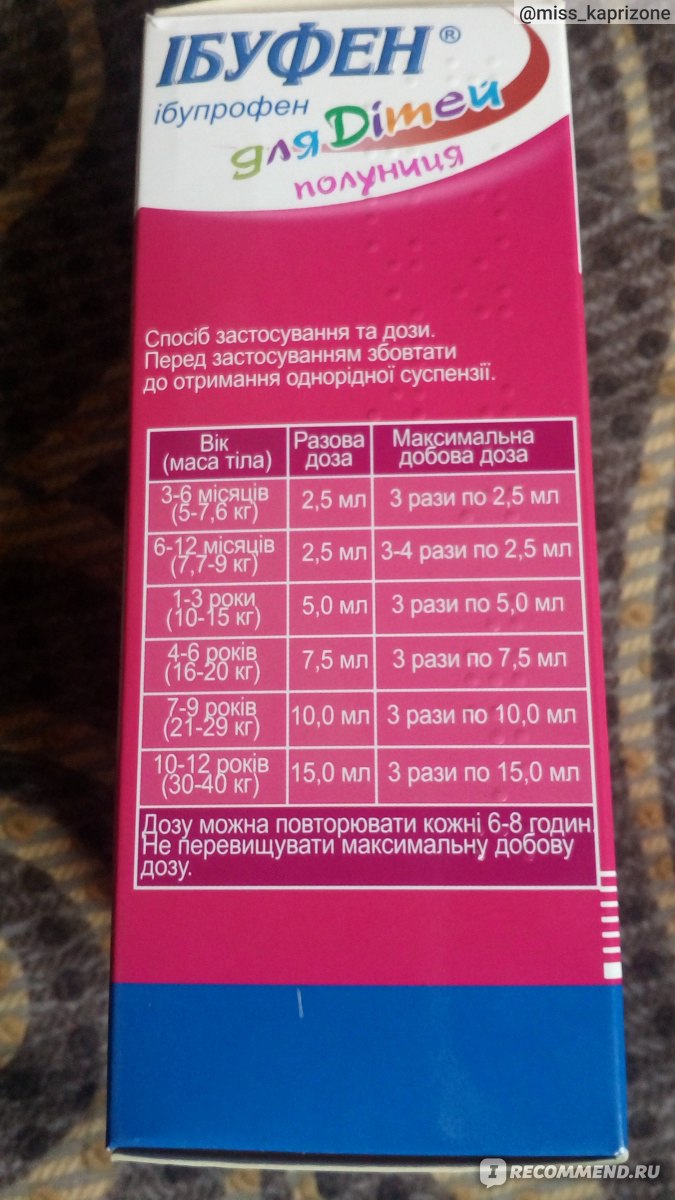 @miss_kaprizone
ІБУФЕН®
ібупрофен
для Дітей
полуниця
Спосіб застосування та дози.
Перед застосуванням збовтати
до отримання однорідної суспензії.
Вік (маса тіла) Разова доза Максимальна добова доза
3-6 місяців (5-7,6 кг) 2,5 мл 3 рази по 2,5 мл
6-12 місяців (7,7-9 кг) 2,5 мл 3-4 рази по 2,5 мл
1-3 роки (10-15 кг) 5,0 мл 3 рази по 5,0 мл
4-6 років (16-20 кг) 7,5 мл 3 рази по 7,5 мл
7-9 років (21-29 кг) 10,0 мл 3 рази по 10,0 мл
10-12 років (30-40 кг) 15,0 мл 3 рази по 15,0 мл
Дозу можна повторювати кожні 6-8 годин.
Не перевищувати максимальну добову
дозу.
IRECOMMEND.RU